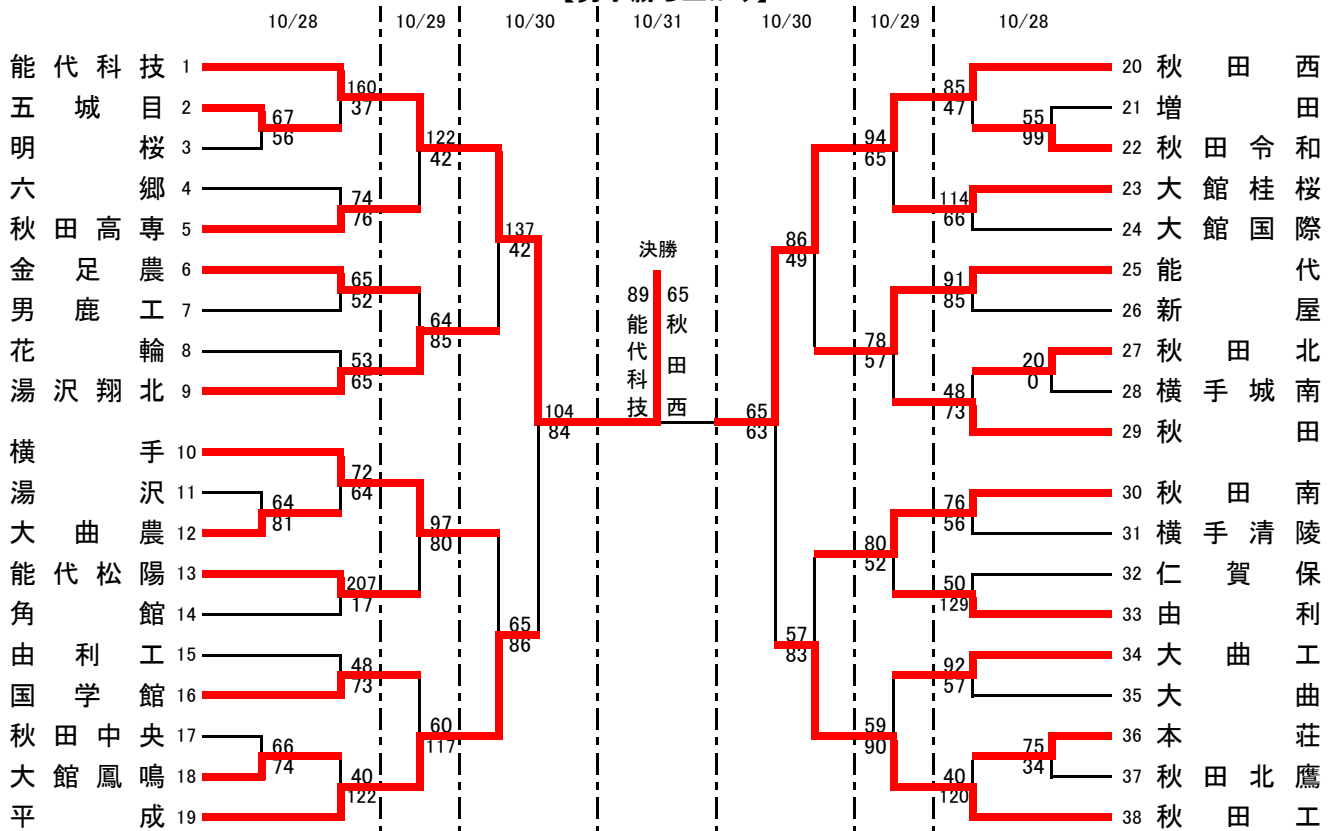 10/28 10/29 10/30 10/31 10/30 10/29 10/28
能代科技 1
五城目 2
明桜 3
六郷 4
秋田高専 5
金足農 6
男鹿工 7
花輪 8
湯沢翔北 9
横手 10
湯沢 11
大曲農 12
能代松陽 13
角館 14
由利工 15
国学館 16
秋田中央 17
大館鳳鳴 18
平成 19
67
56
64
81
66
74
160
37
74
76
65
52
53
65
72
64
207
17
48
73
40
122
122
42
64
85
97
80
60
117
137
42
65
86
104
84
決勝
89 65
能代科技
秋田西
65
63
86
49
57
83
94
65
78
57
80
52
59
90
85
47
114
66
91
85
48
73
76
56
50
129
92
57
40
120
55
99
20
0
75
34
20 秋田西
21 増田
22 秋田令和
23 大館桂桜
24 大館国際
25 能代
26 新屋
27 秋田北
28 横手城南
29 秋田
30 秋田南
31 横手清陵
32 仁賀保
33 由利
34 大曲工
35 大曲
36 本荘
37 秋田北鷹
38 秋田工